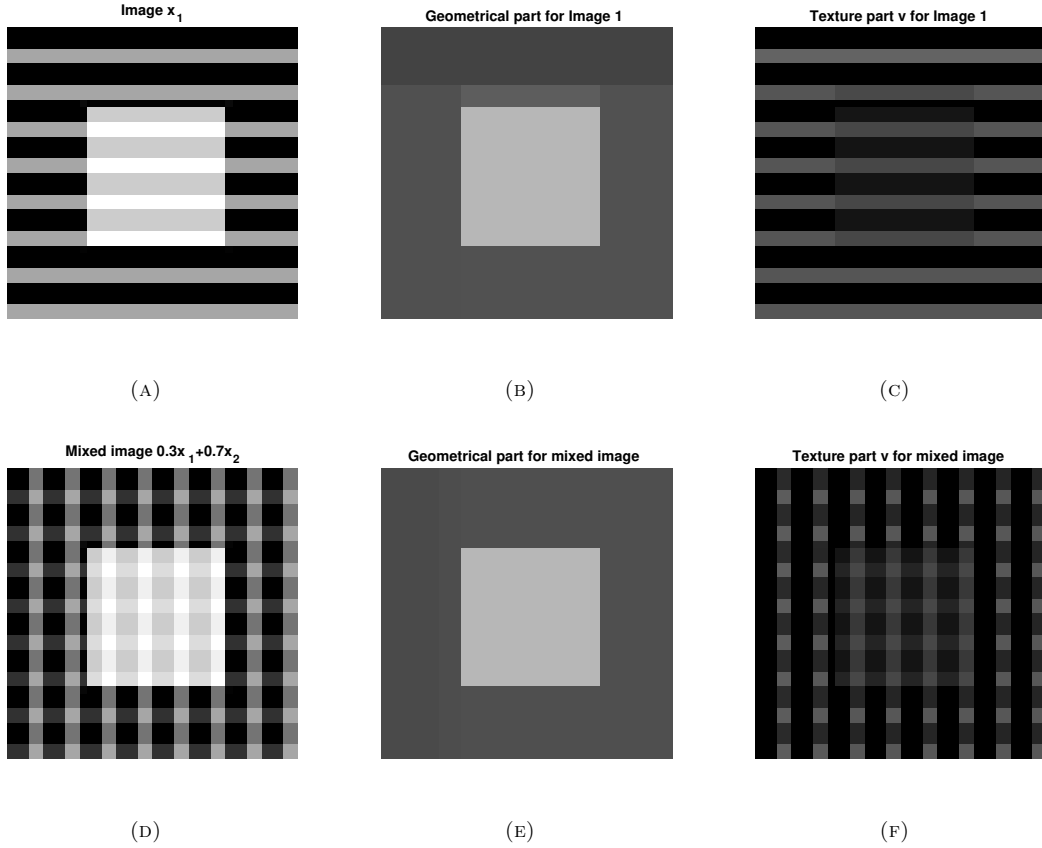 Image x1
Geometrical part for Image 1
Texture part v for Image 1
(A)
(B)
(C)
Mixed image 0.3x1+0.7x2
Geometrical part for mixed image
Texture part v for mixed image
(D)
(E)
(F)